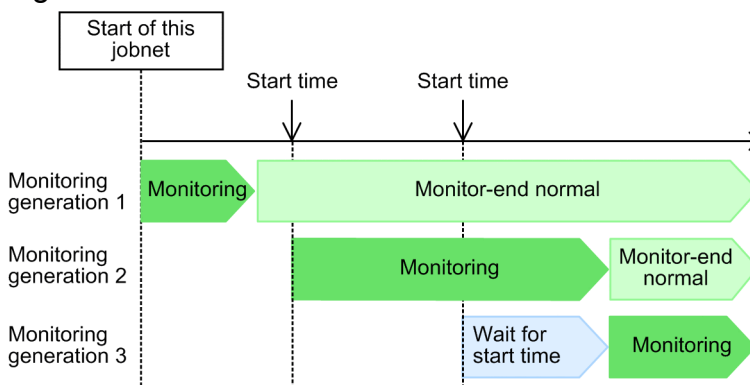 Start of this
jobnet
Start time
Start time
Monitoring
generation 1
Monitoring
Monitor-end normal
Monitoring
generation 2
Monitoring
Monitor-end
normal
Monitoring
generation 3
Wait for
start time
Monitoring